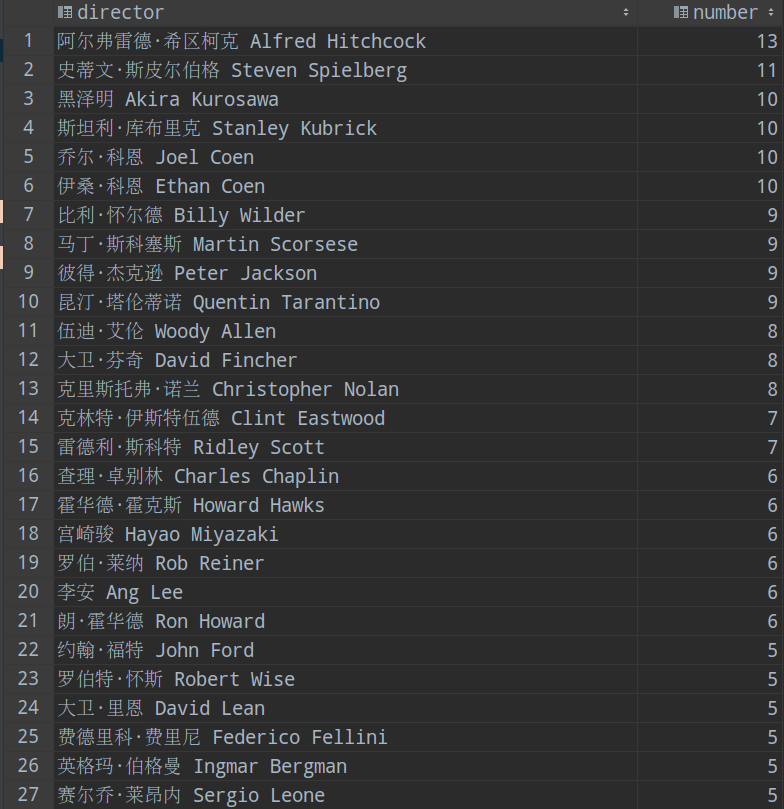 director number
1 阿尔弗雷德·希区柯克 Alfred Hitchcock 13
2 史蒂文·斯皮尔伯格 Steven Spielberg 11
3 黑泽明 Akira Kurosawa 10
4 斯坦利·库布里克 Stanley Kubrick 10
5 乔尔·科恩 Joel Coen 10
6 伊桑·科恩 Ethan Coen 10
7 比利·怀尔德 Billy Wilder 9
8 马丁·斯科塞斯 Martin Scorsese 9
9 彼得·杰克逊 Peter Jackson 9
10 昆汀·塔伦蒂诺 Quentin Tarantino 9
11 伍迪·艾伦 Woody Allen 8
12 大卫·芬奇 David Fincher 8
13 克里斯托弗·诺兰 Christopher Nolan 8
14 克林特·伊斯特伍德 Clint Eastwood 7
15 雷德利·斯科特 Ridley Scott 7
16 查理·卓别林 Charles Chaplin 6
17 霍华德·霍克斯 Howard Hawks 6
18 宫崎骏 Hayao Miyazaki 6
19 罗伯·莱纳 Rob Reiner 6
20 李安 Ang Lee 6
21 朗·霍华德 Ron Howard 6
22 约翰·福特 John Ford 5
23 罗伯特·怀斯 Robert Wise 5
24 大卫·里恩 David Lean 5
25 费德里科·费里尼 Federico Fellini 5
26 英格玛·伯格曼 Ingmar Bergman 5
27 赛尔乔·莱昂内 Sergio Leone 5